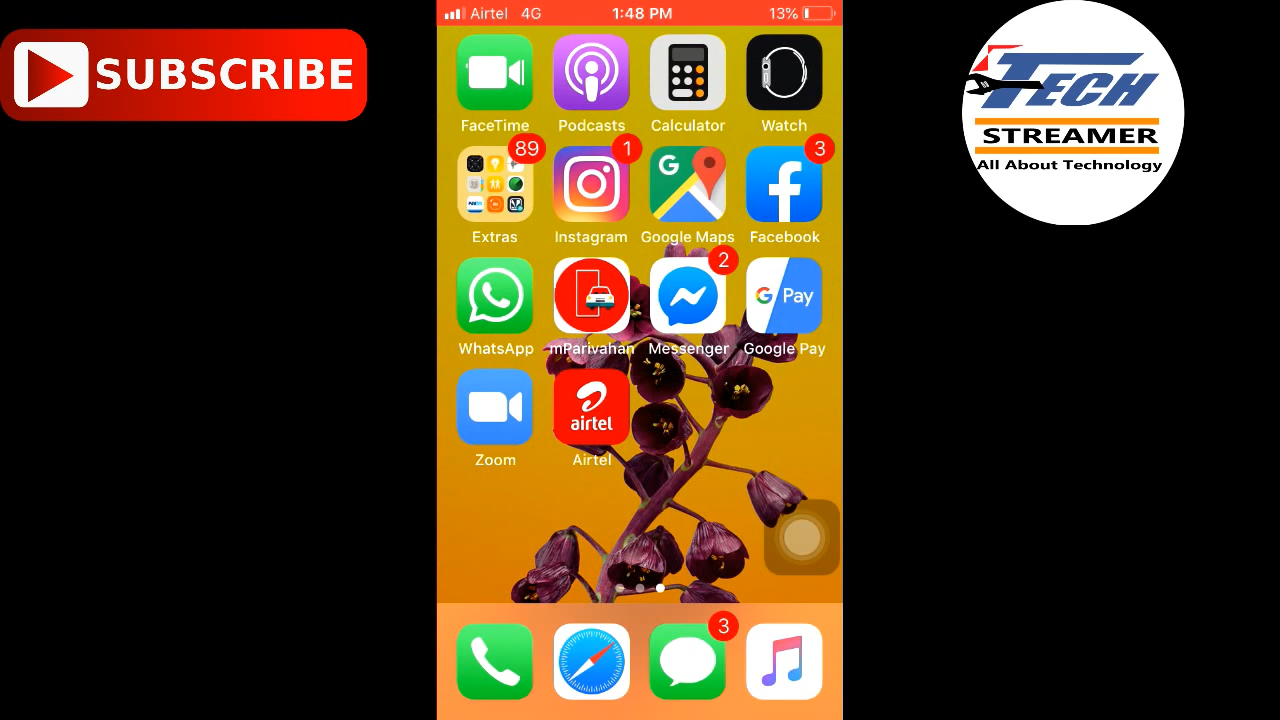 SUBSCRIBE
Airtel 4G 1:48 PM 13%
FaceTime Podcasts Calculator Watch
89 1 3
G
Extras Instagram Google Maps Facebook
2
G Pay
WhatsApp mParivahan Messenger Google Pay
airtel
Zoom Airtel
3
TECH
STREAMER
All About Technology